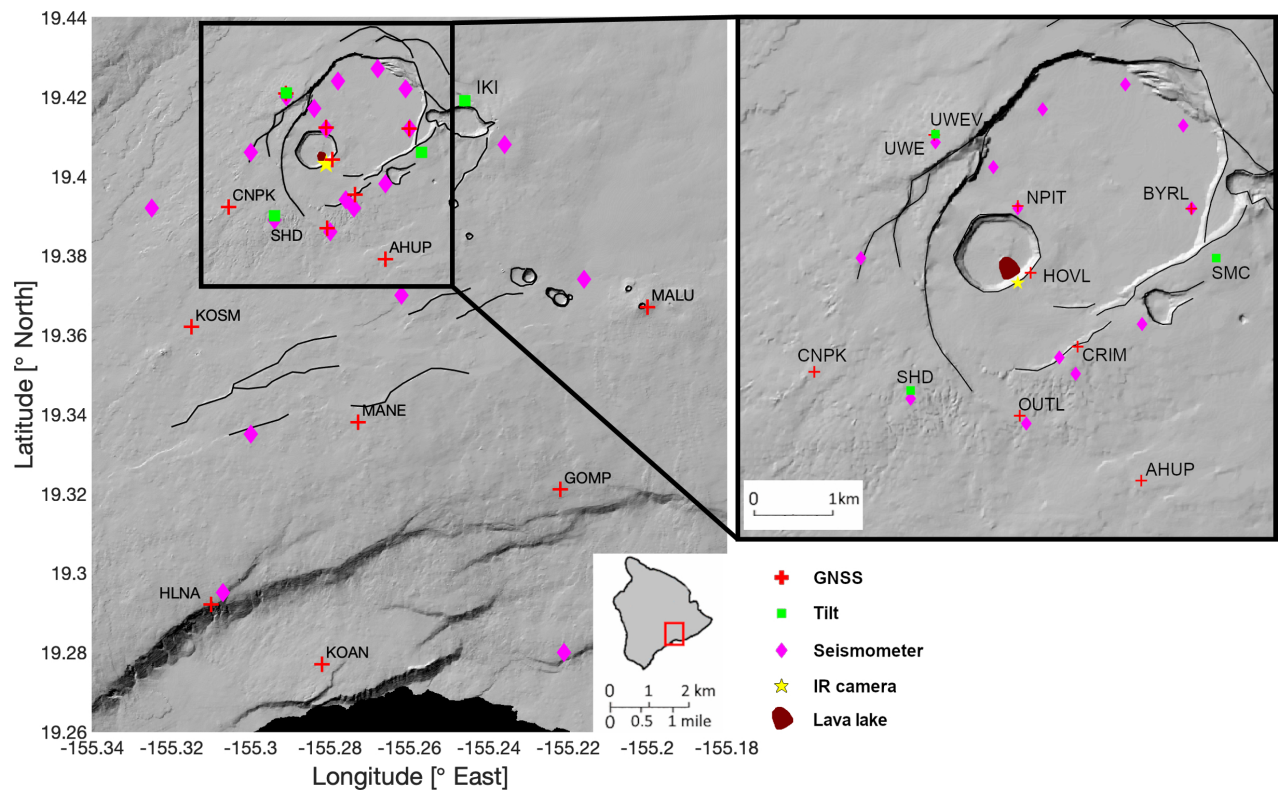 19.44
19.42
19.4
19.38
19.36
19.34
19.32
19.3
19.28
19.26
Latitude [° North]
-155.34
-155.32
-155.3
-155.28
-155.26
-155.24
-155.22
-155.2
-155.18
Longitude [° East]
IKI
CNPK
SHD
AHUP
MALU
KOSM
MANE
GOMP
HLNA
KOAN
0 1 2 km
0 0.5 1 mile
UWEV
UWE
NPIT
BYRL
HOVL
SMC
CRIM
CNPK
SHD
OUTL
AHUP
0 1km
GNSS
Tilt
Seismometer
IR camera
Lava lake